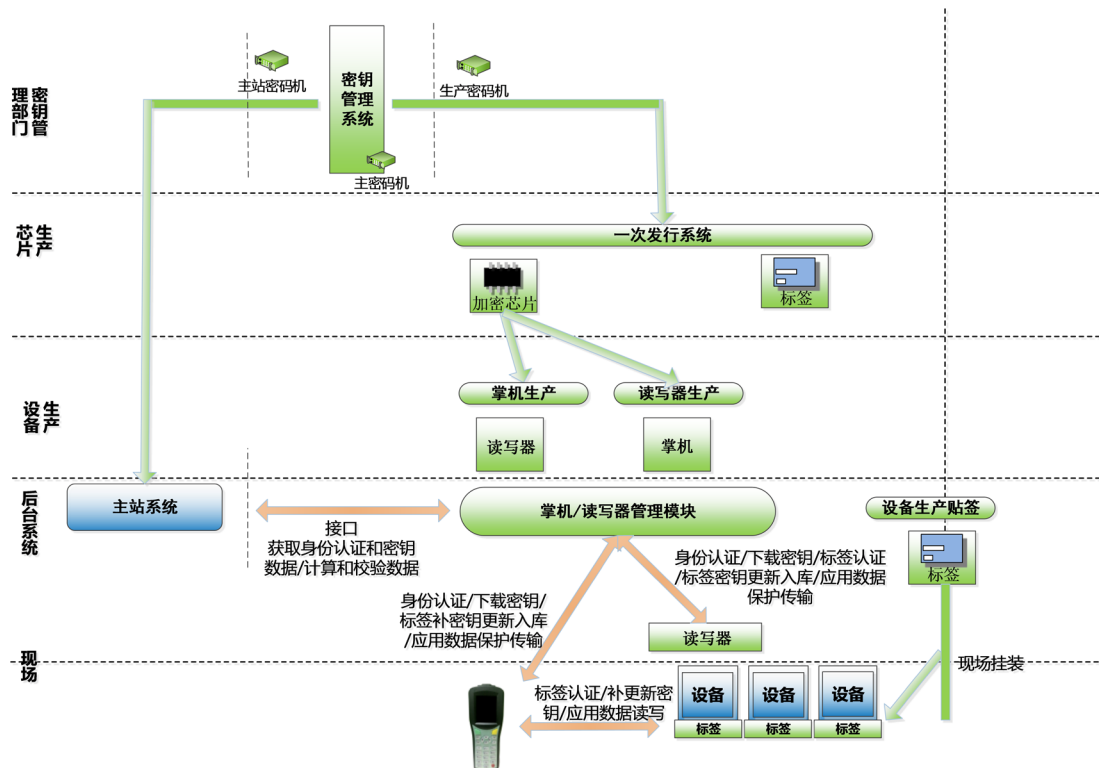 主站密码机
密钥
管理
系统
生产密码机
主密码机
密钥管
理部门
生产
芯片
一次发行系统
加密芯片
标签
生产
设备
掌机生产
读写器生产
读写器
掌机
后台系统
主站系统
接口
获取身份认证和密钥
数据/计算和校验数据
掌机/读写器管理模块
设备生产贴签
标签
身份认证/下载密钥/标签认证
/标签密钥更新入库/应用数据
保护传输
身份认证/下载密钥/
标签补密钥更新入库
/应用数据保护传输
读写器
现场
现场挂装
标签认证/补更新密
钥/应用数据读写
设备
设备
设备
标签
标签
标签